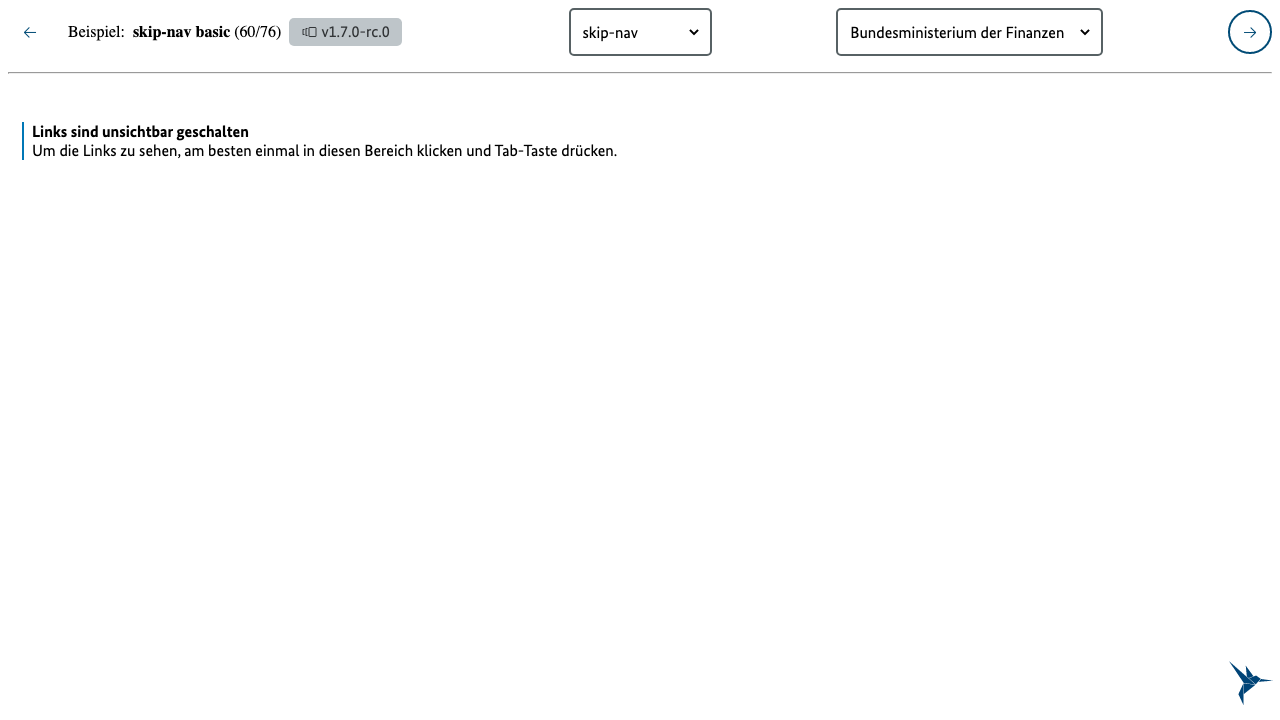 Beispiel: skip-nav basic (60/76) v1.7.0-rc.0 skip-nav Bundesministerium der Finanzen
Links sind unsichtbar geschalten
Um die Links zu sehen, am besten einmal in diesen Bereich klicken und Tab-Taste drücken.